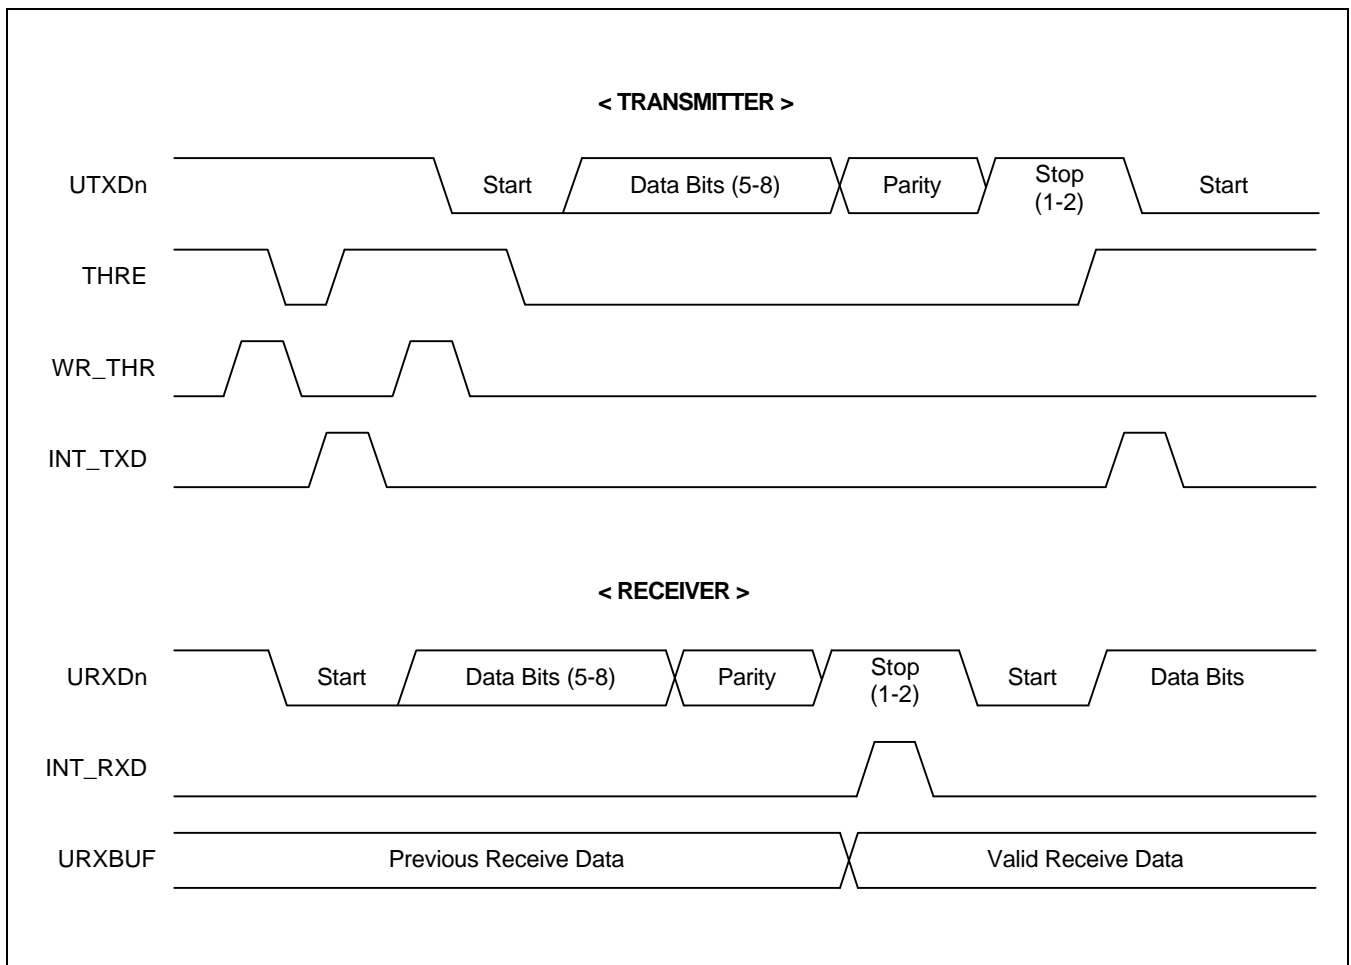 < TRANSMITTER >
UTXDn
Start
Data Bits (5-8)
Parity
Stop
(1-2)
Start
THRE
WR_THR
INT_TXD
< RECEIVER >
URXDn
Start
Data Bits (5-8)
Parity
Stop
(1-2)
Start
Data Bits
INT_RXD
URXBUF
Previous Receive Data
Valid Receive Data